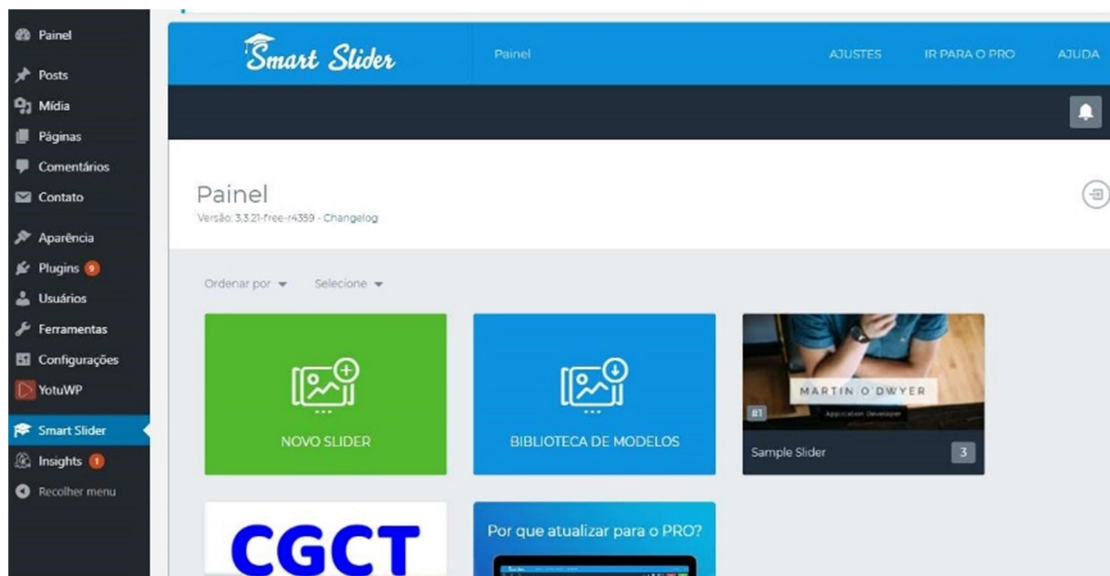 Painel
Posts
Mídia
Páginas
Comentários
Contato
Aparência
Plugins 9
Usuários
Ferramentas
Configurações
YotuWP
Smart Slider
Insights 1
Recolher menu
Smart Slider
Painel
AJUSTES
IR PARA O PRO
AJUDA
Painel
Versão: 3.3.21-free-r4359 - Changelog
Ordenar por
Selecione
NOVO SLIDER
BIBLIOTECA DE MODELOS
MARTIN O'DWYER
Application Developer
#1
Sample Slider
3
CGCT
Por que atualizar para o PRO?